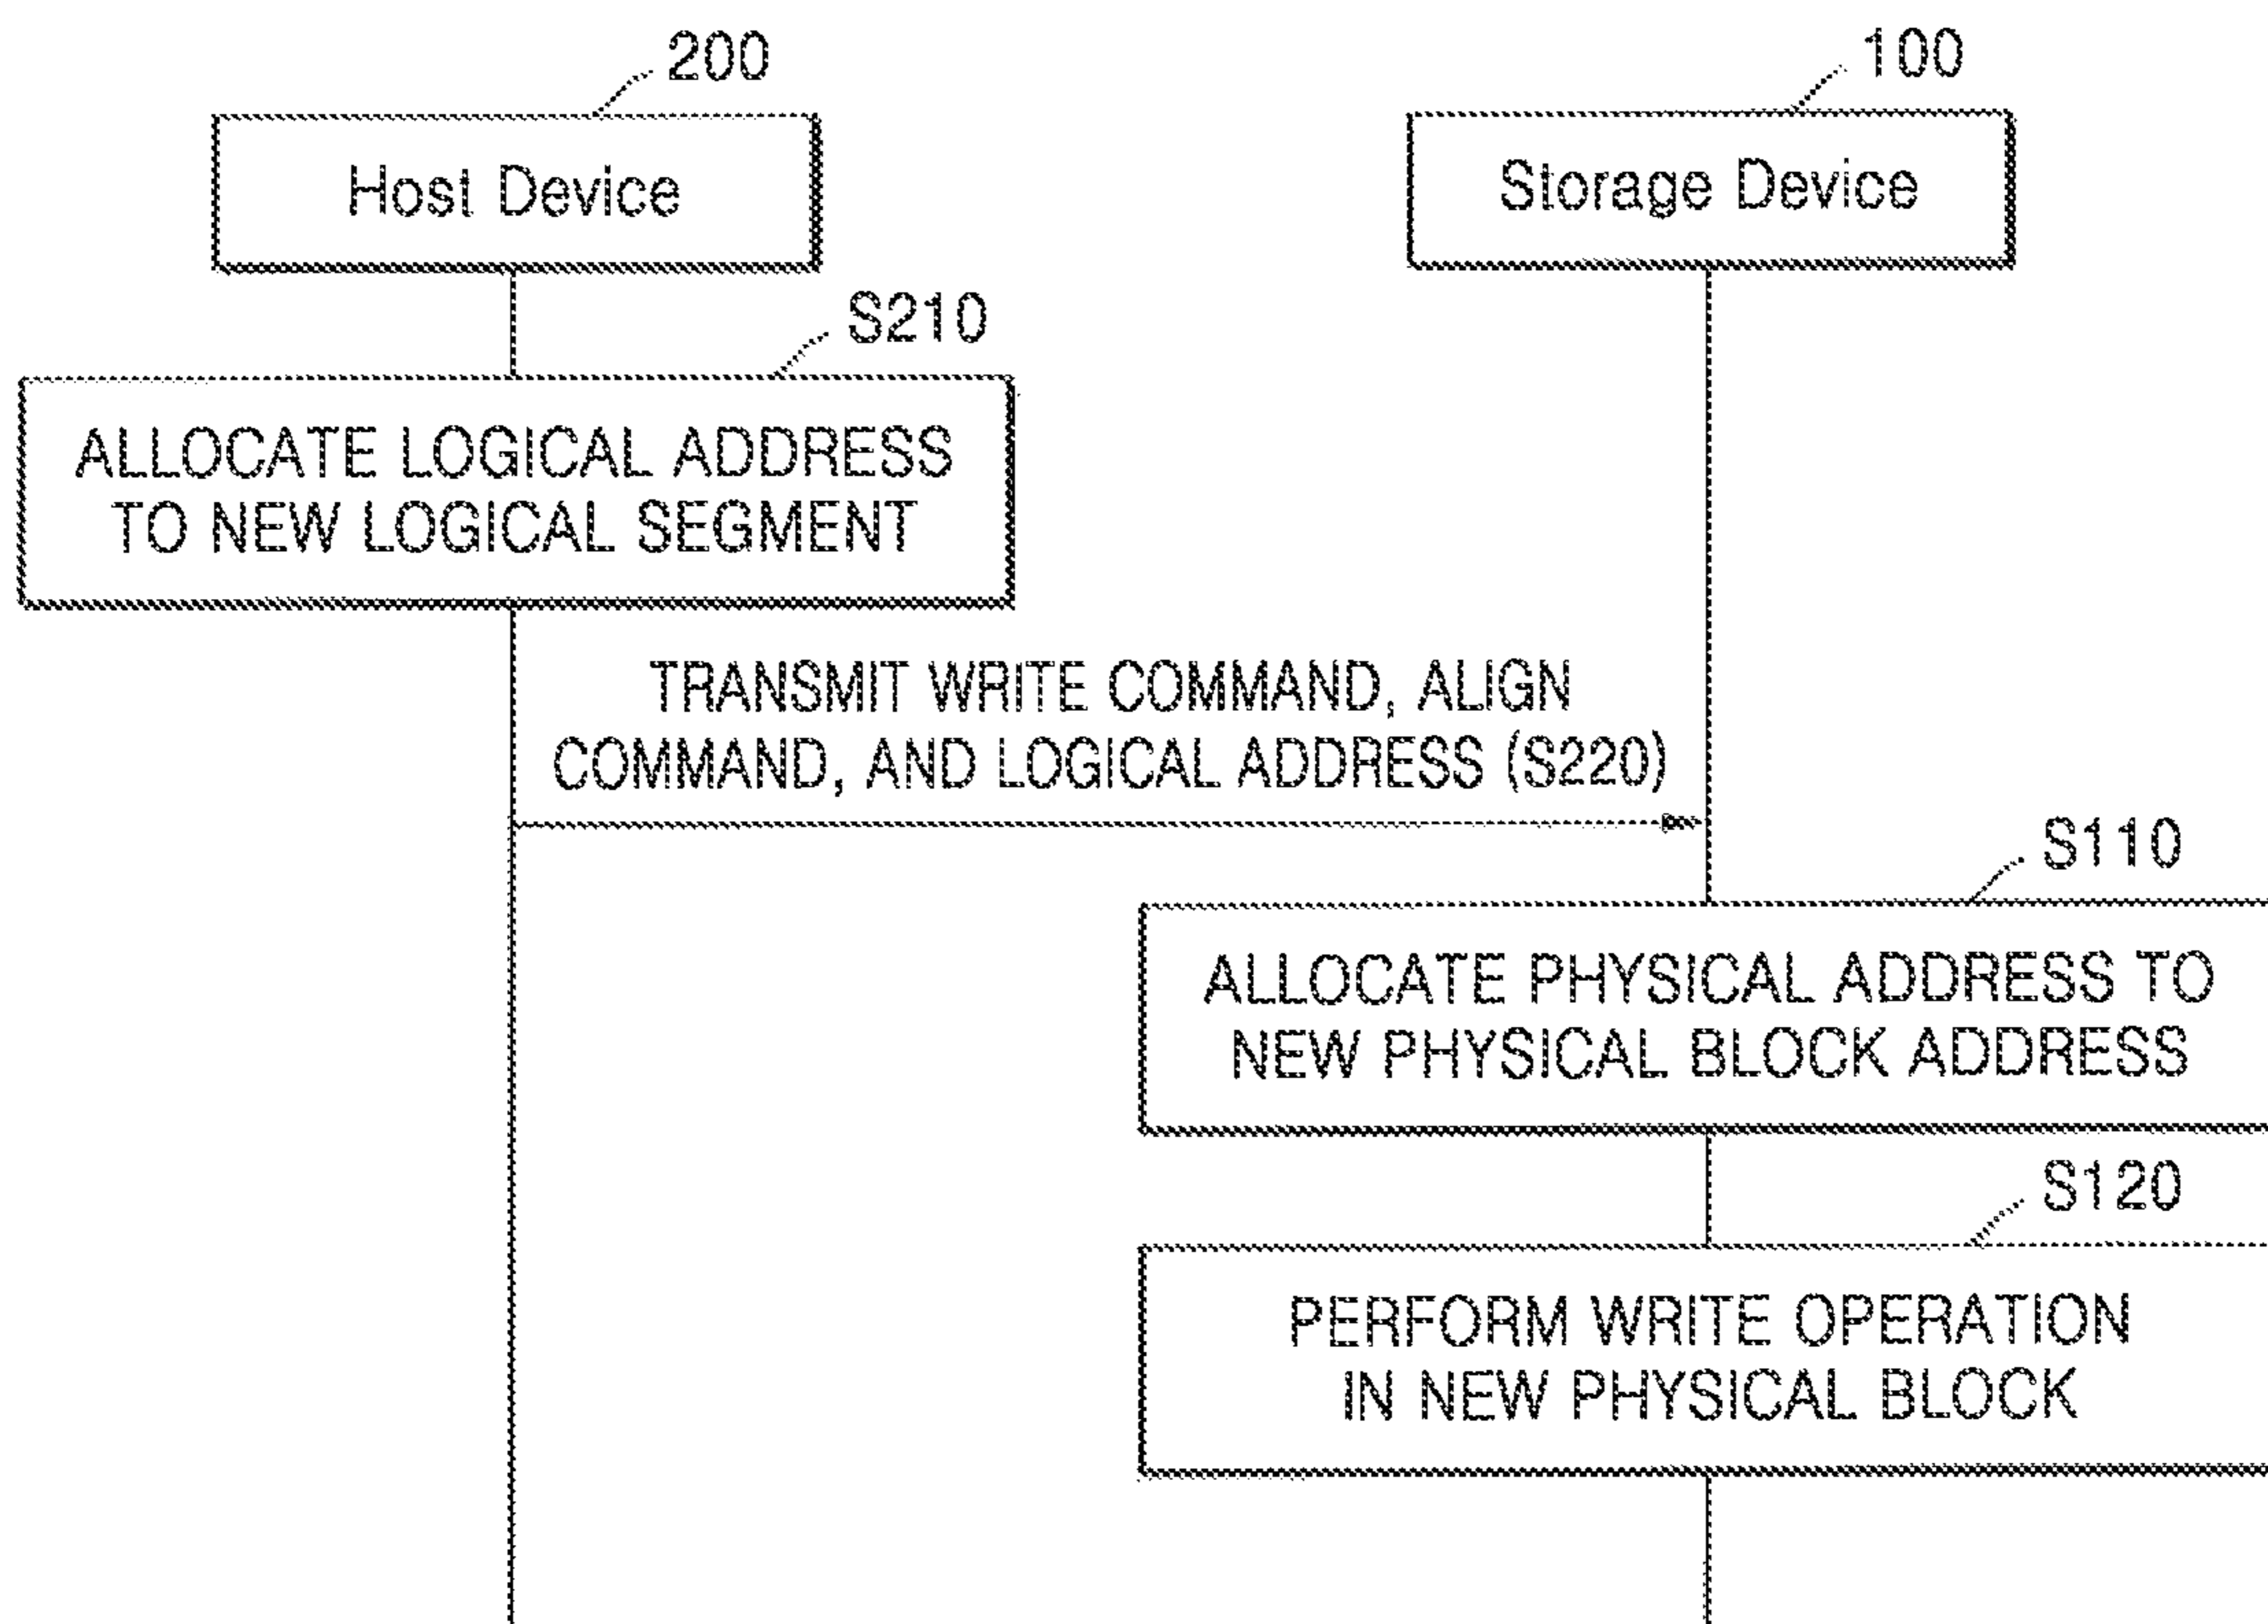 200
100
Host Device
Storage Device
S210
ALLOCATE LOGICAL ADDRESS
TO NEW LOGICAL SEGMENT
TRANSMIT WRITE COMMAND, ALIGN
COMMAND, AND LOGICAL ADDRESS (S220)
S110
ALLOCATE PHYSICAL ADDRESS TO
NEW PHYSICAL BLOCK ADDRESS
S120
PERFORM WRITE OPERATION
IN NEW PHYSICAL BLOCK